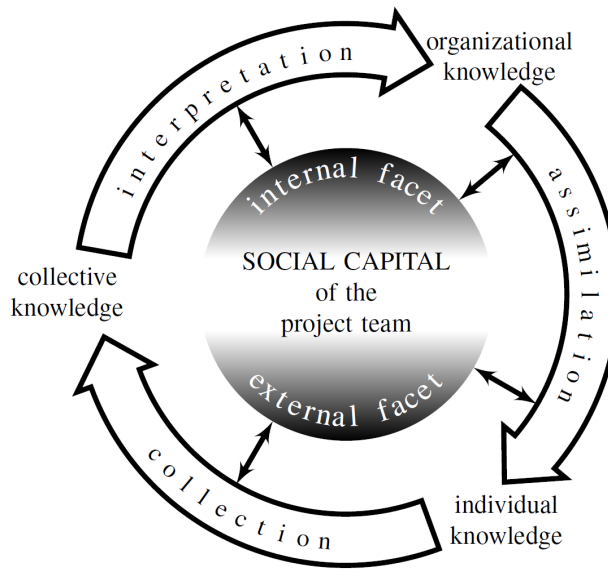 interpretation
organizational
knowledge
assimilation
internal facet
SOCIAL CAPITAL
of the
project team
external facet
collective
knowledge
collection
individual
knowledge